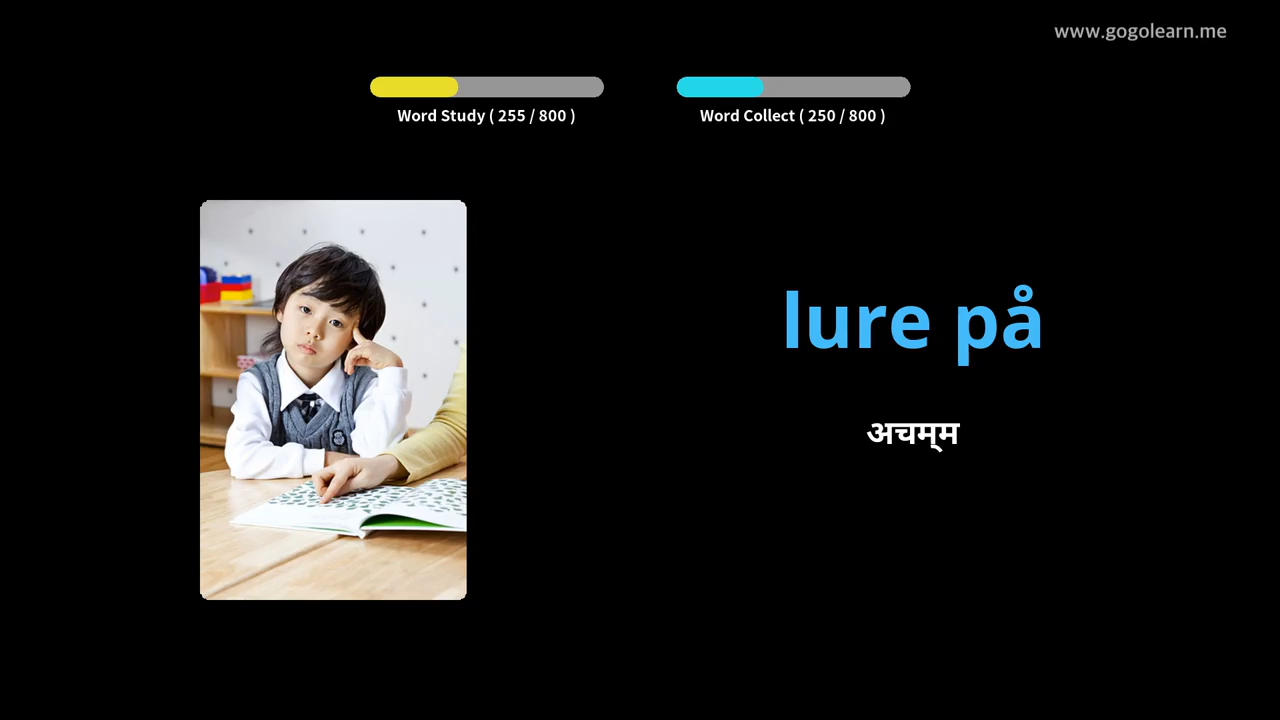 www.gogolearn.me
Word Study ( 255 / 800 )
Word Collect ( 250 / 800 )
lure på
अचम्‌म